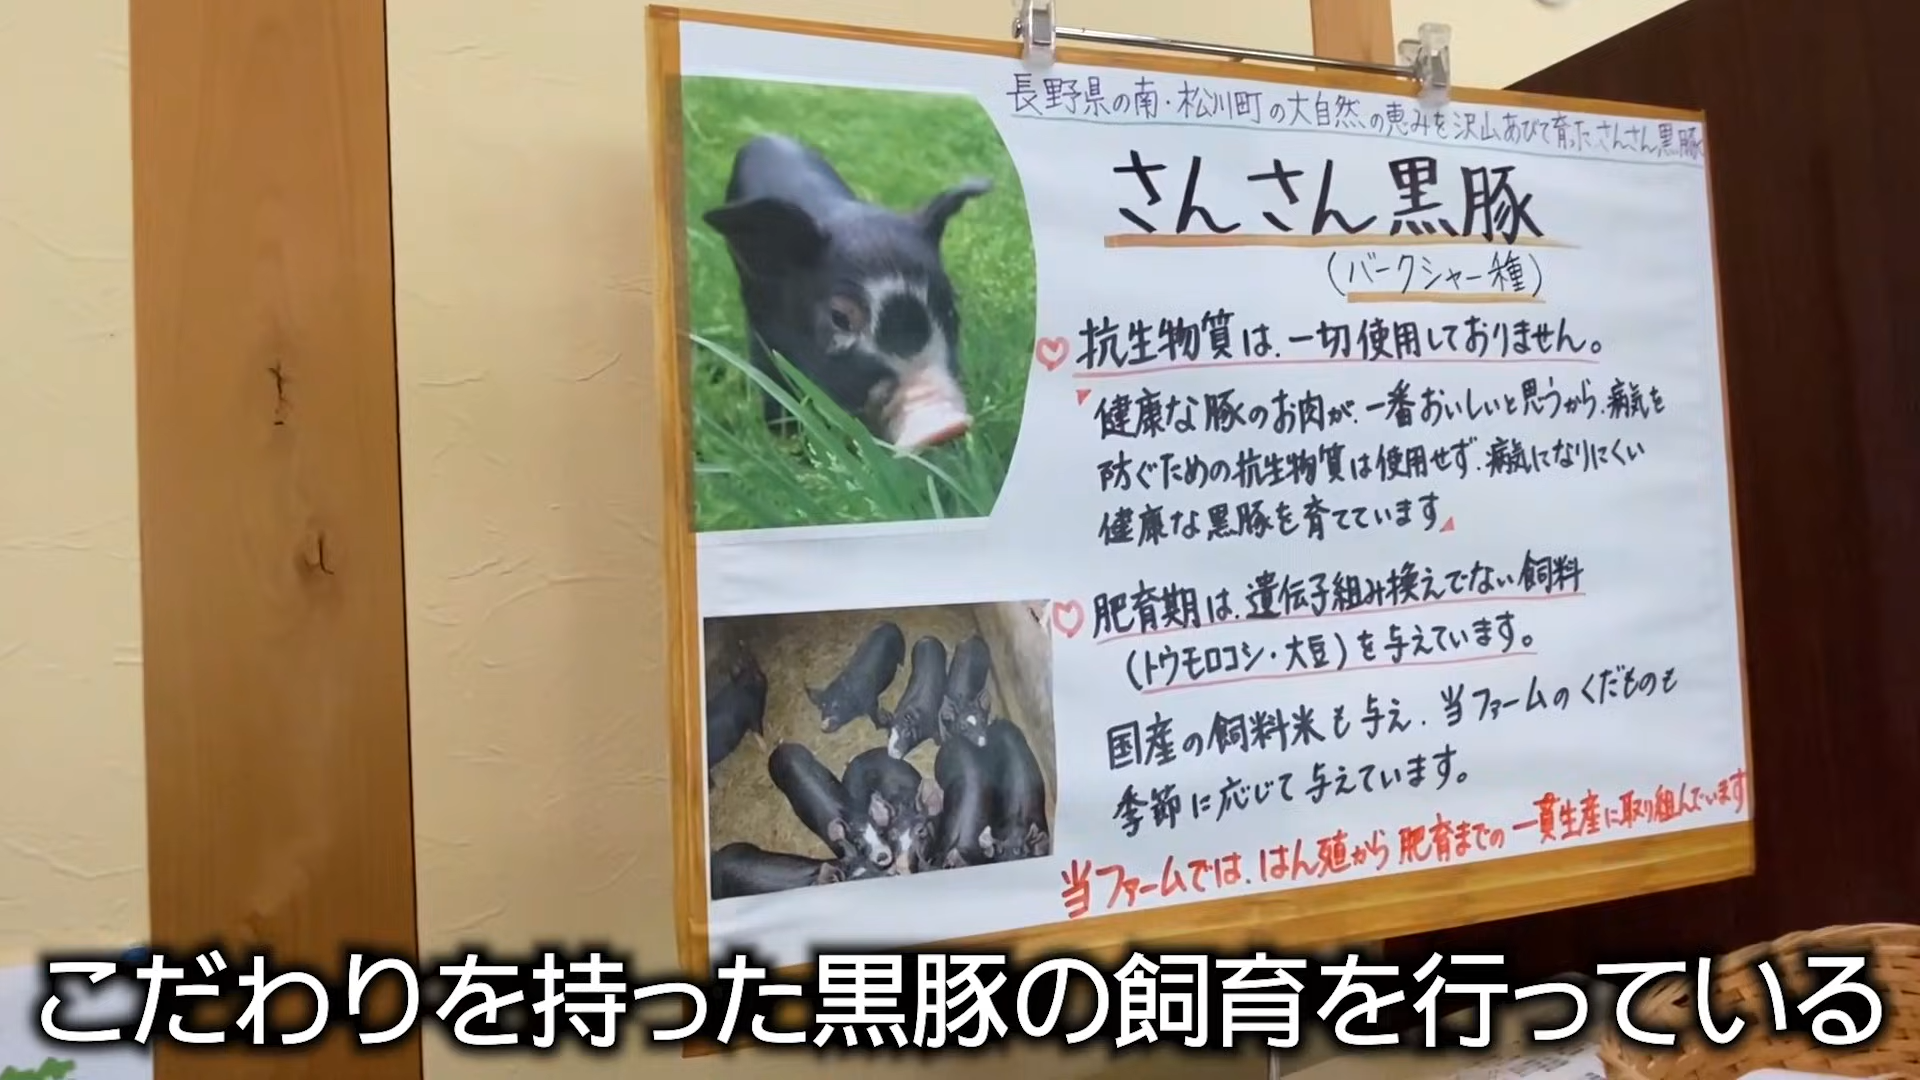 長野県の南・松川町の大自然の恵みを沢山あびて育ったさんさん黒豚
さんさん黒豚
(バークシャー種)
抗生物質は、一切使用しておりません。
健康な豚のお肉が、一番おいしいと思うから、病気を
防ぐための抗生物質は使用せず、病気になりにくい
健康な黒豚を育てています
肥育期は、遺伝子組み換えでない飼料
(トウモロコシ・大豆)を与えています。
国産の飼料米も与え、当ファームのくだものも
季節に応じて与えています。
当ファームでは、はん殖から肥育までの一貫生産に取り組んでいます
こだわりを持った黒豚の飼育を行っている